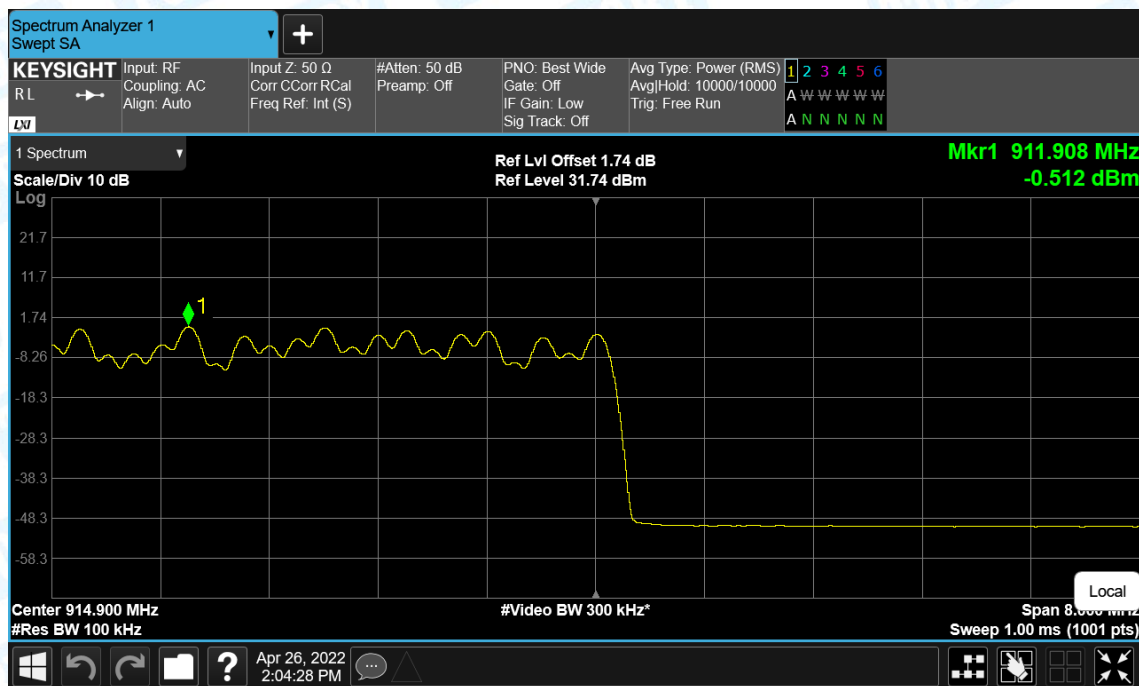 Spectrum Analyzer 1
Swept SA
+
KEYSIGHT
R L
LXI
Input: RF
Coupling: AC
Align: Auto
Input Z: 50 Ω
Corr CCorr RCal
Freq Ref: Int (S)
#Atten: 50 dB
Preamp: Off
PNO: Best Wide
Gate: Off
IF Gain: Low
Sig Track: Off
Avg Type: Power (RMS)
Avg|Hold: 10000/10000
Trig: Free Run
1 2 3 4 5 6
A W W W W W
A N N N N N
1 Spectrum
Scale/Div 10 dB
Log
Ref Lvl Offset 1.74 dB
Ref Level 31.74 dBm
Mkr1 911.908 MHz
-0.512 dBm
21.7
11.7
1
1.74
-8.26
-18.3
-28.3
-38.3
-48.3
-58.3
Local
Center 914.900 MHz
#Res BW 100 kHz
#Video BW 300 kHz*
Span 8.000 MHz
Sweep 1.00 ms (1001 pts)
?
Apr 26, 2022
2:04:28 PM